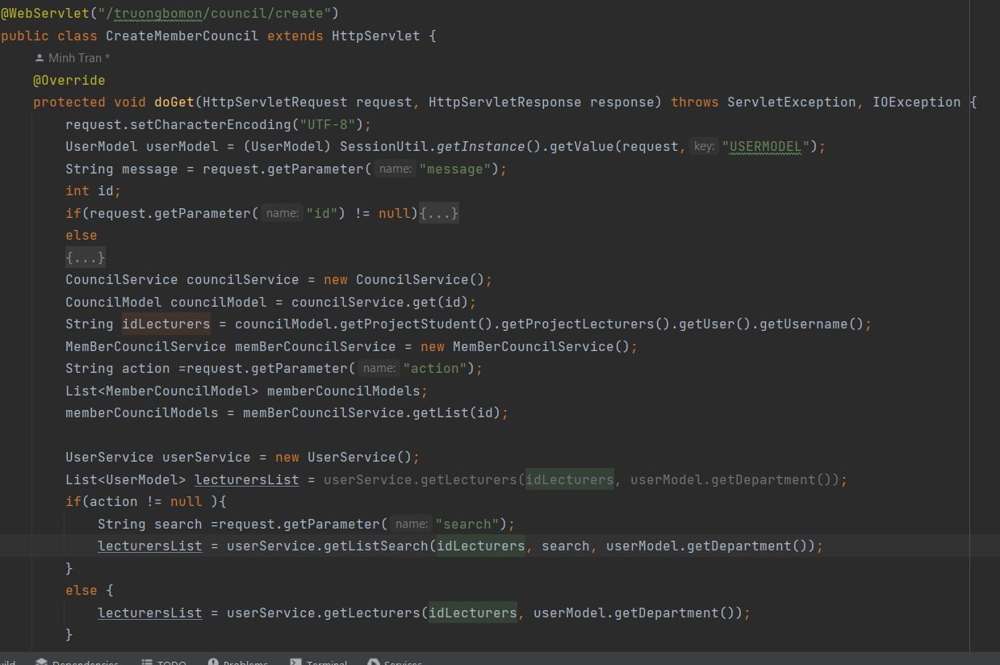 @WebServlet("/truongbomon/council/create")
public class CreateMemberCouncil extends HttpServlet {
Minh Tran *
@Override
protected void doGet(HttpServletRequest request, HttpServletResponse response) throws ServletException, IOException {
request.setCharacterEncoding("UTF-8");
UserModel userModel = (UserModel) SessionUtil.getInstance().getValue(request, key: "USERMODEL");
String message = request.getParameter( name: "message");
int id;
if(request.getParameter( name: "id") != null){...}
else
{...}
CouncilService councilService = new CouncilService();
CouncilModel councilModel = councilService.get(id);
String idLecturers = councilModel.getProjectStudent().getProjectLecturers().getUser().getUsername();
MemBerCouncilService memBerCouncilService = new MemBerCouncilService();
String action =request.getParameter( name: "action");
List<MemberCouncilModel> memberCouncilModels;
memberCouncilModels = memBerCouncilService.getList(id);
UserService userService = new UserService();
List<UserModel> lecturersList = userService.getLecturers(idLecturers, userModel.getDepartment());
if(action != null ){
String search =request.getParameter( name: "search");
lecturersList = userService.getListSearch(idLecturers, search, userModel.getDepartment());
}
else {
lecturersList = userService.getLecturers(idLecturers, userModel.getDepartment());
}
uild Dependencies TODO Problems Terminal Services